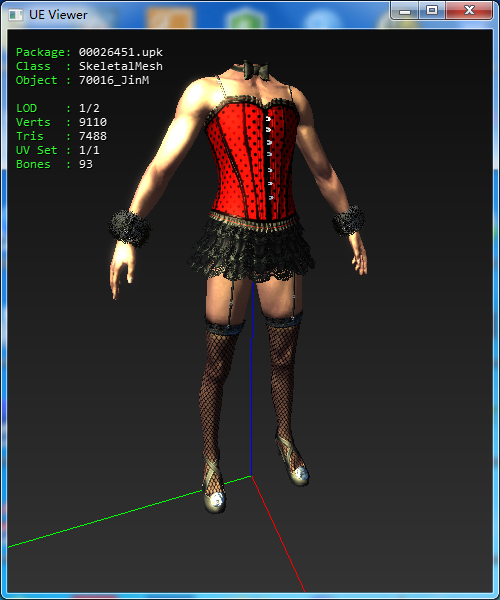 UE Viewer
Package: 00026451.upk
Class : SkeletalMesh
Object : 70016_JinM
LOD : 1/2
Verts : 9110
Tris : 7488
UV Set : 1/1
Bones : 93